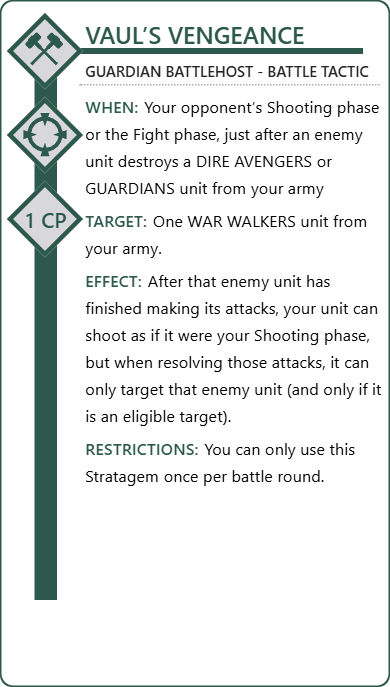 VAUL'S VENGEANCE
GUARDIAN BATTLEHOST - BATTLE TACTIC
WHEN: Your opponent's Shooting phase
or the Fight phase, just after an enemy
unit destroys a DIRE AVENGERS or
GUARDIANS unit from your army
1 CP
TARGET: One WAR WALKERS unit from
your army.
EFFECT: After that enemy unit has
finished making its attacks, your unit can
shoot as if it were your Shooting phase,
but when resolving those attacks, it can
only target that enemy unit (and only if it
is an eligible target).
RESTRICTIONS: You can only use this
Stratagem once per battle round.